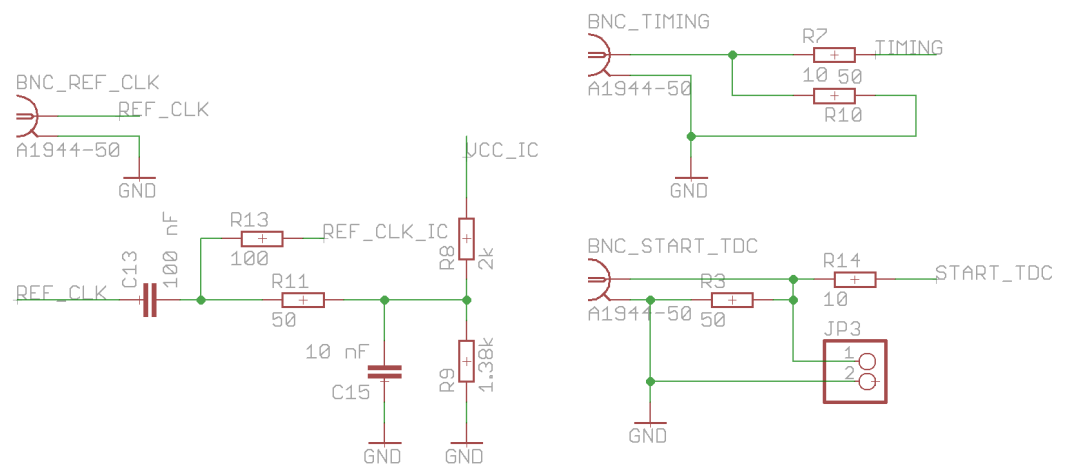 BNC_REF_CLK
REF_CLK
A1944-50
GND
VCC_IC
R13
100
REF_CLK_IC
REF_CLK
C13
100 nF
R11
50
R8
2k
10 nF
C15
R9
1.38k
GND
GND
BNC_TIMING
R7
TIMING
10
50
A1944-50
R10
GND
BNC_START_TDC
R14
START_TDC
R3
10
A1944-50
50
JP3
1
2
GND